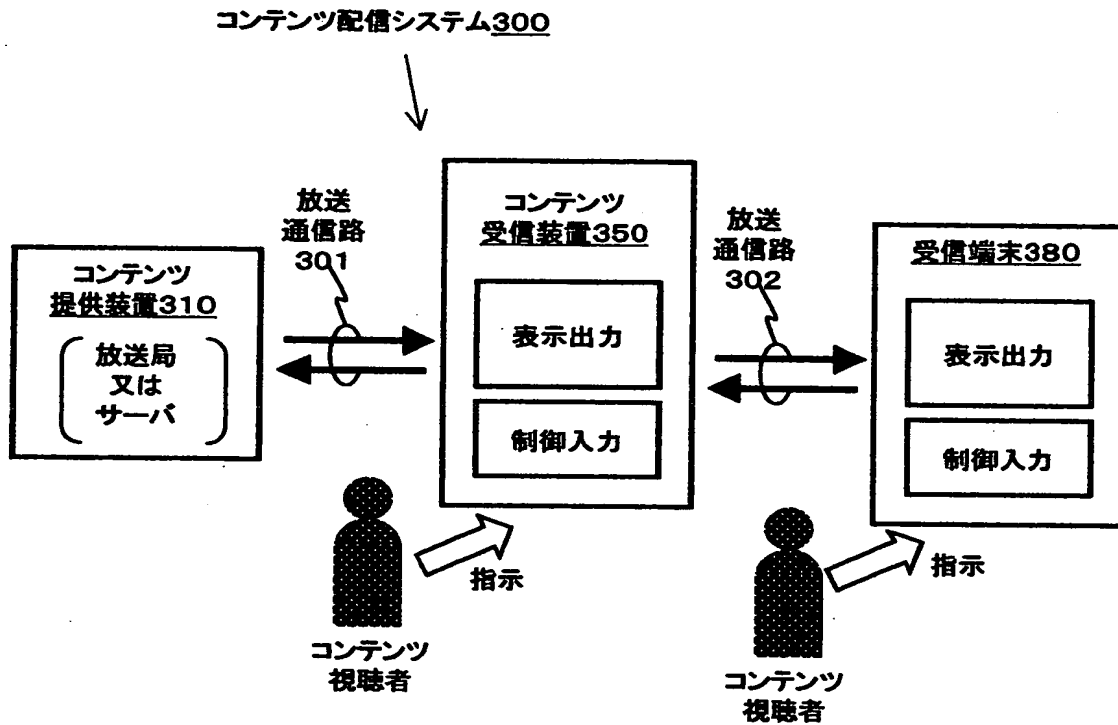 コンテンツ配信システム300
コンテンツ
提供装置310
放送局
又は
サーバ
放送
通信路
301
コンテンツ
受信装置350
表示出力
制御入力
放送
通信路
302
受信端末380
表示出力
制御入力
指示
コンテンツ
視聴者
指示
コンテンツ
視聴者